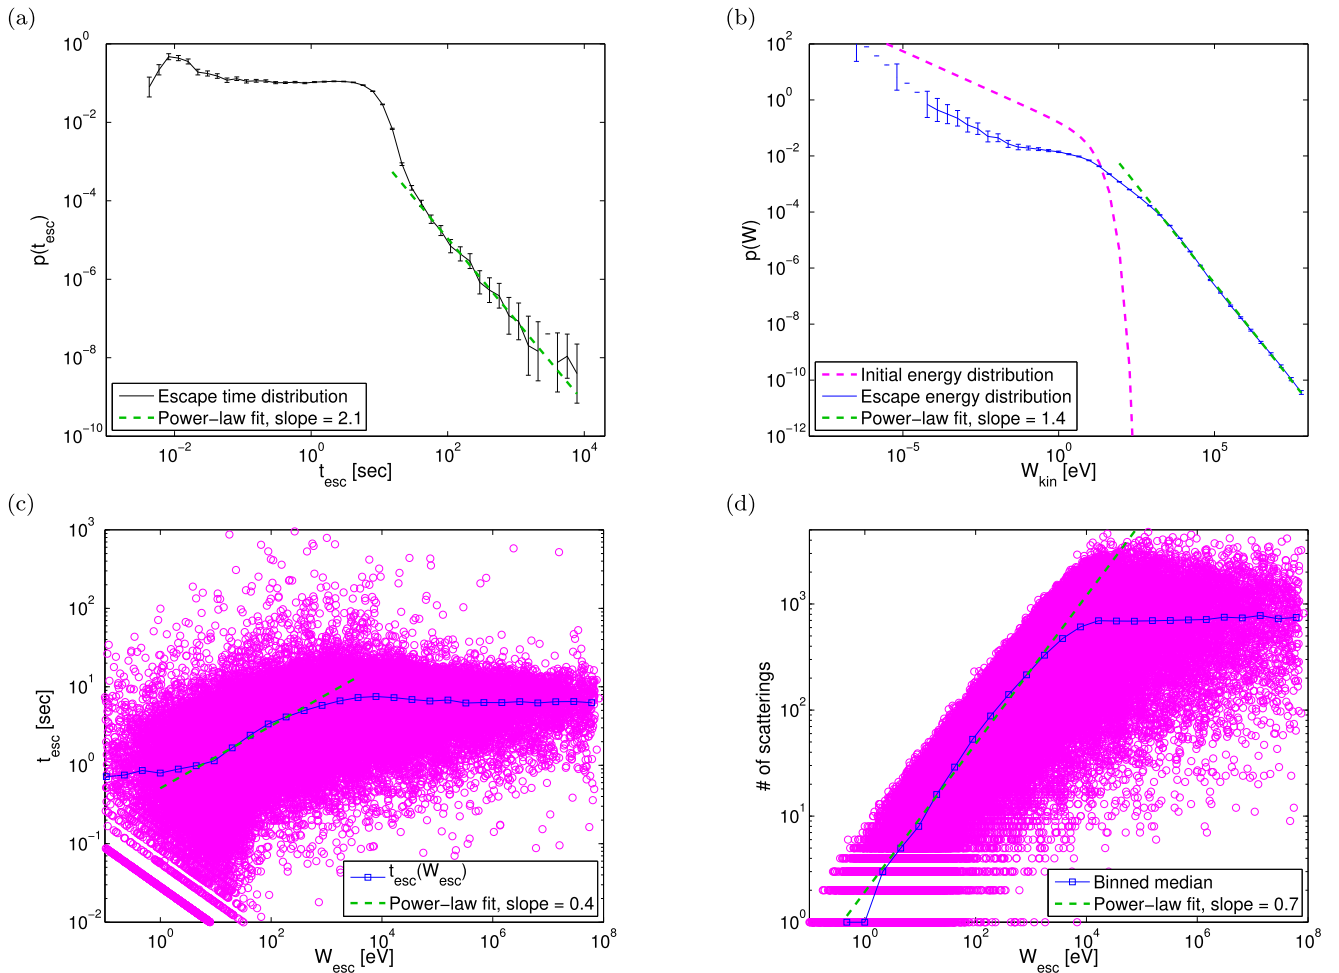 (a)
10^0
10^−2
10^−4
10^−6
10^−8
10^−10
p(t_esc)
Escape time distribution
Power−law fit, slope = 2.1
10^−2
10^0
10^2
10^4
t_esc [sec]
(b)
10^2
10^0
10^−2
10^−4
10^−6
10^−8
10^−10
10^−12
p(W)
Initial energy distribution
Escape energy distribution
Power−law fit, slope = 1.4
10^−5
10^0
10^5
W_kin [eV]
(c)
10^3
10^2
10^1
10^0
10^−1
10^−2
t_esc [sec]
t_esc(W_esc)
Power−law fit, slope = 0.4
10^0
10^2
10^4
10^6
10^8
W_esc [eV]
(d)
10^3
10^2
10^1
10^0
# of scatterings
Binned median
Power−law fit, slope = 0.7
10^0
10^2
10^4
10^6
10^8
W_esc [eV]